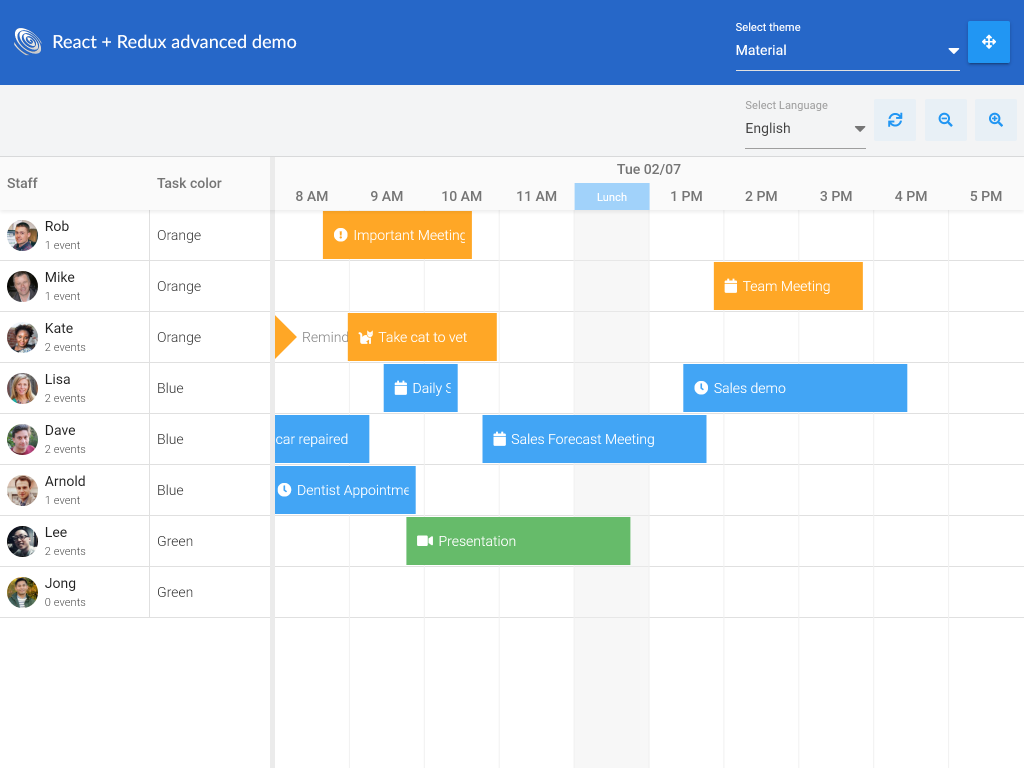 React + Redux advanced demo
Select theme
Material
Select Language
English
Staff
Task color
Tue 02/07
8 AM
9 AM
10 AM
11 AM
Lunch
1 PM
2 PM
3 PM
4 PM
5 PM
Rob
1 event
Orange
Important Meeting
Mike
1 event
Orange
Team Meeting
Kate
2 events
Orange
Remind
Take cat to vet
Lisa
2 events
Blue
Daily S
Sales demo
Dave
2 events
Blue
car repaired
Sales Forecast Meeting
Arnold
1 event
Blue
Dentist Appointme
Lee
2 events
Green
Presentation
Jong
0 events
Green